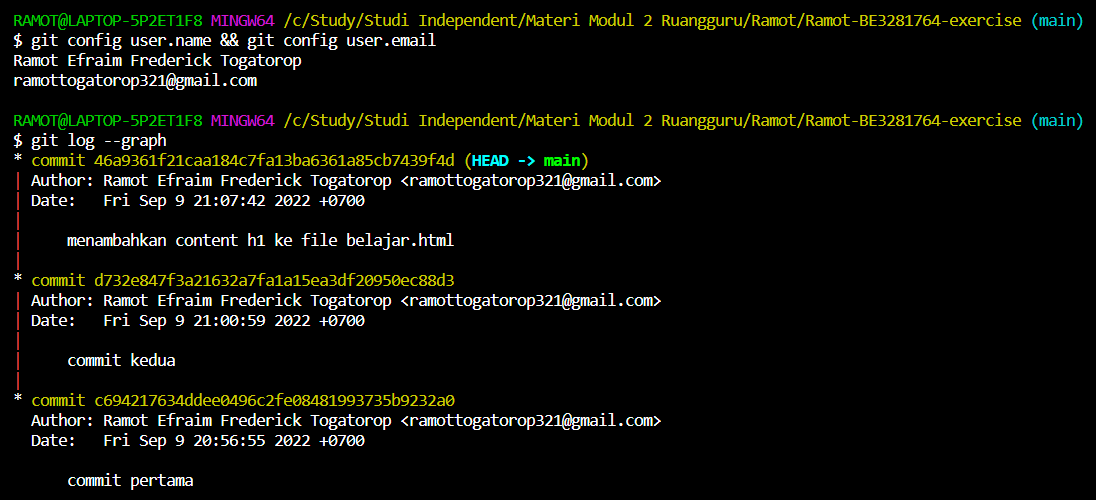 RAMOT@LAPTOP-5P2ET1F8 MINGW64 /c/Study/Studi Independent/Materi Modul 2 Ruangguru/Ramot/Ramot-BE3281764-exercise (main)
$ git config user.name && git config user.email
Ramot Efraim Frederick Togatorop
ramottogatorop321@gmail.com

RAMOT@LAPTOP-5P2ET1F8 MINGW64 /c/Study/Studi Independent/Materi Modul 2 Ruangguru/Ramot/Ramot-BE3281764-exercise (main)
$ git log --graph
* commit 46a9361f21caa184c7fa13ba6361a85cb7439f4d (HEAD -> main)
| Author: Ramot Efraim Frederick Togatorop <ramottogatorop321@gmail.com>
| Date:   Fri Sep 9 21:07:42 2022 +0700
|
|     menambahkan content h1 ke file belajar.html
|
* commit d732e847f3a21632a7fa1a15ea3df20950ec88d3
| Author: Ramot Efraim Frederick Togatorop <ramottogatorop321@gmail.com>
| Date:   Fri Sep 9 21:00:59 2022 +0700
|
|     commit kedua
|
* commit c694217634ddee0496c2fe08481993735b9232a0
  Author: Ramot Efraim Frederick Togatorop <ramottogatorop321@gmail.com>
  Date:   Fri Sep 9 20:56:55 2022 +0700

      commit pertama